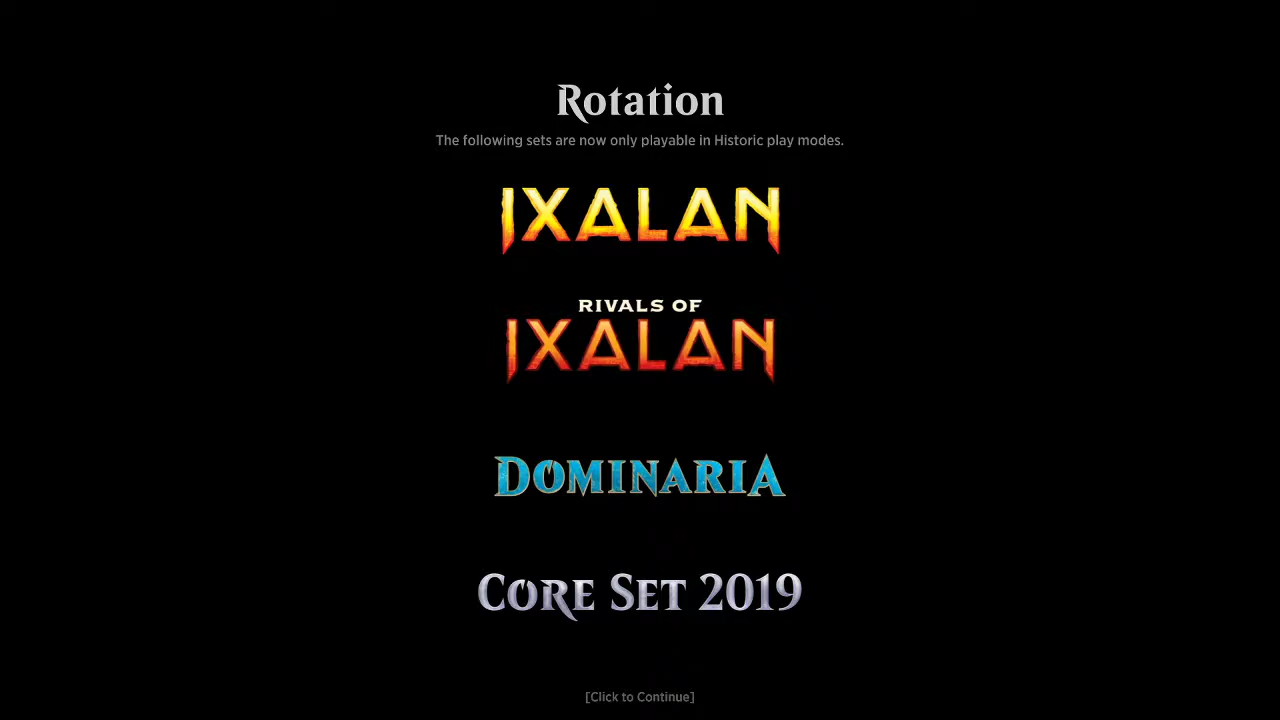 Rotation
The following sets are now only playable in Historic play modes.
IXALAN
RIVALS OF
IXALAN
DOMINARIA
CORE SET 2019
[Click to Continue]